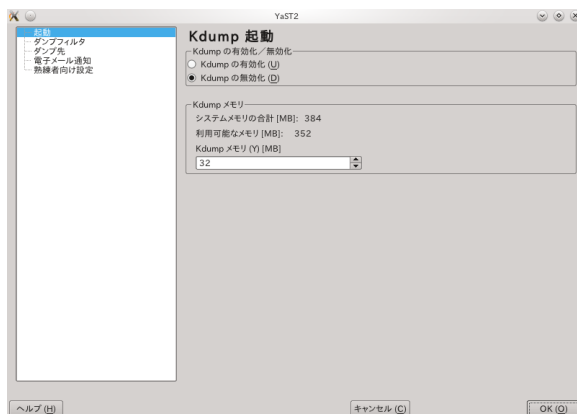 YaST2
起動
ダンプフィルタ
ダンプ先
電子メール通知
熟練者向け設定
Kdump 起動
Kdump の有効化／無効化
Kdump の有効化 (U)
Kdump の無効化 (D)
Kdump メモリ
システムメモリの合計 [MB]: 384
利用可能なメモリ [MB]: 352
Kdump メモリ (Y) [MB]
32
ヘルプ (H)
キャンセル (C)
OK (O)